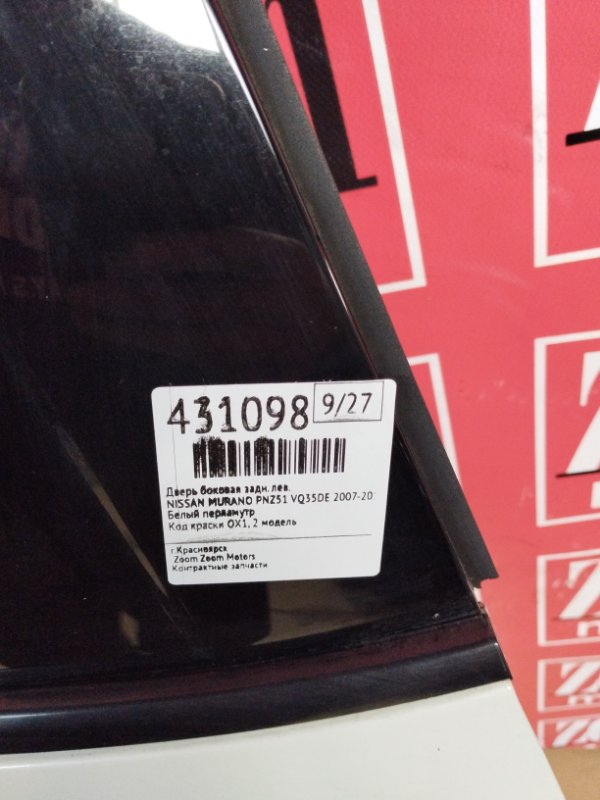 431098 9/27
Дверь боковая задн. лев.
NISSAN MURANO PNZ51 VQ35DE 2007-20
Белый перламутр
Код краски QX1, 2 модель
г.Красноярск
Zoom Zoom Motors
Контрактные запчасти